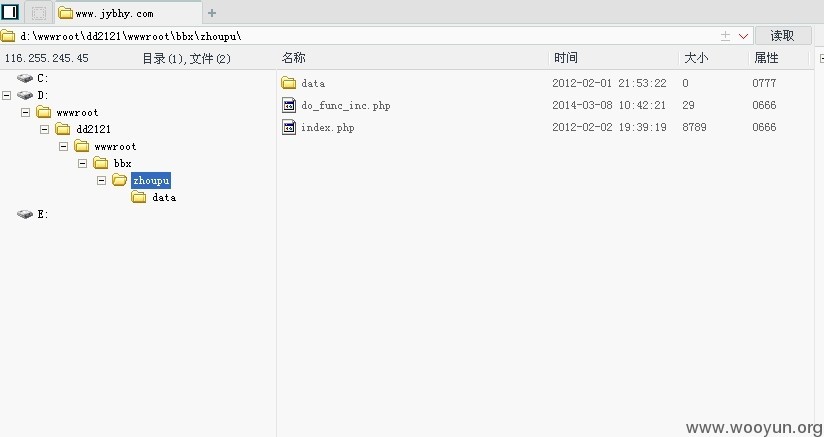 www.jybhy.com
d:\wwwroot\dd2121\wwwroot\bbx\zhoupu\ 读取
116.255.245.45 目录(1),文件(2) 名称 时间 大小 属性
C:
D:
wwwroot
dd2121
wwwroot
bbx
zhoupu
data
E:
data 2012-02-01 21:53:22 0 0777
do_func_inc.php 2014-03-08 10:42:21 29 0666
index.php 2012-02-02 19:39:19 8789 0666
www.wooyun.org